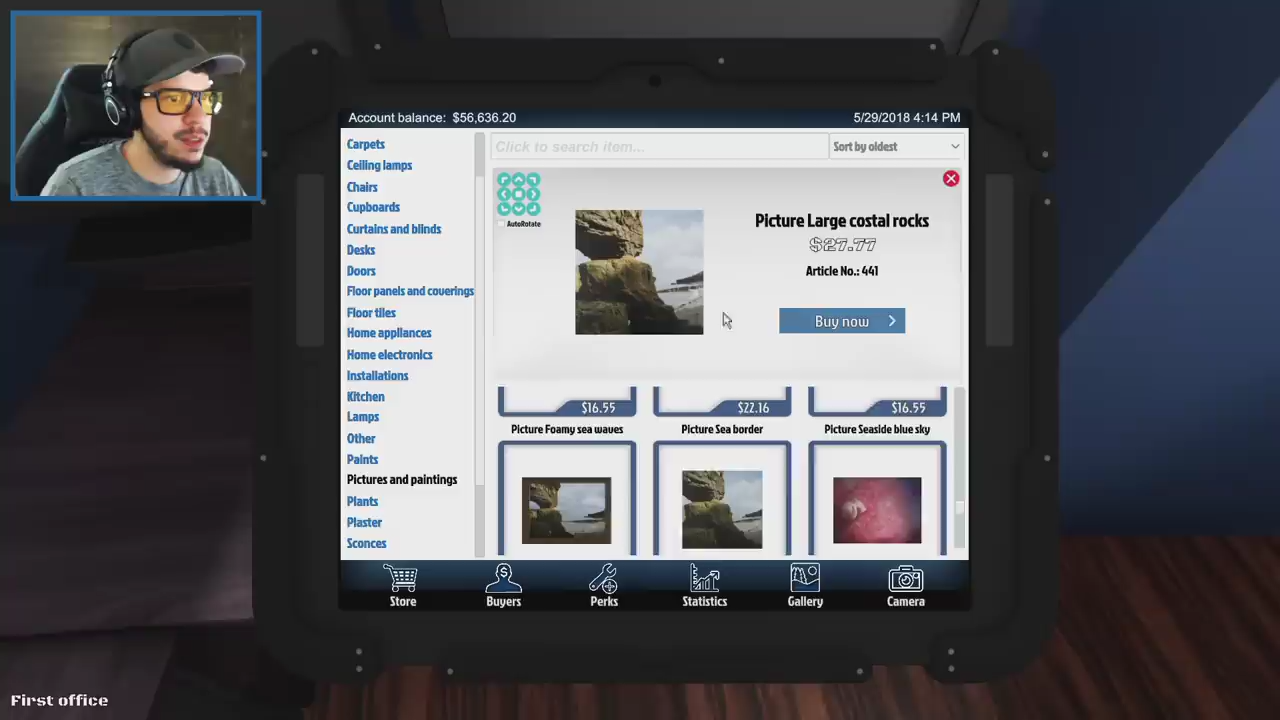 Account balance: $56,636.20
5/29/2018 4:14 PM
Carpets
Ceiling lamps
Chairs
Cupboards
Curtains and blinds
Desks
Doors
Floor panels and coverings
Floor tiles
Home appliances
Home electronics
Installations
Kitchen
Lamps
Other
Paints
Pictures and paintings
Plants
Plaster
Sconces
Click to search item...
Sort by oldest
AutoRotate
Picture Large costal rocks
$27.77
Article No.: 441
Buy now
$16.55
$22.16
$16.55
Picture Foamy sea waves
Picture Sea border
Picture Seaside blue sky
Store
Buyers
Perks
Statistics
Gallery
Camera
First office